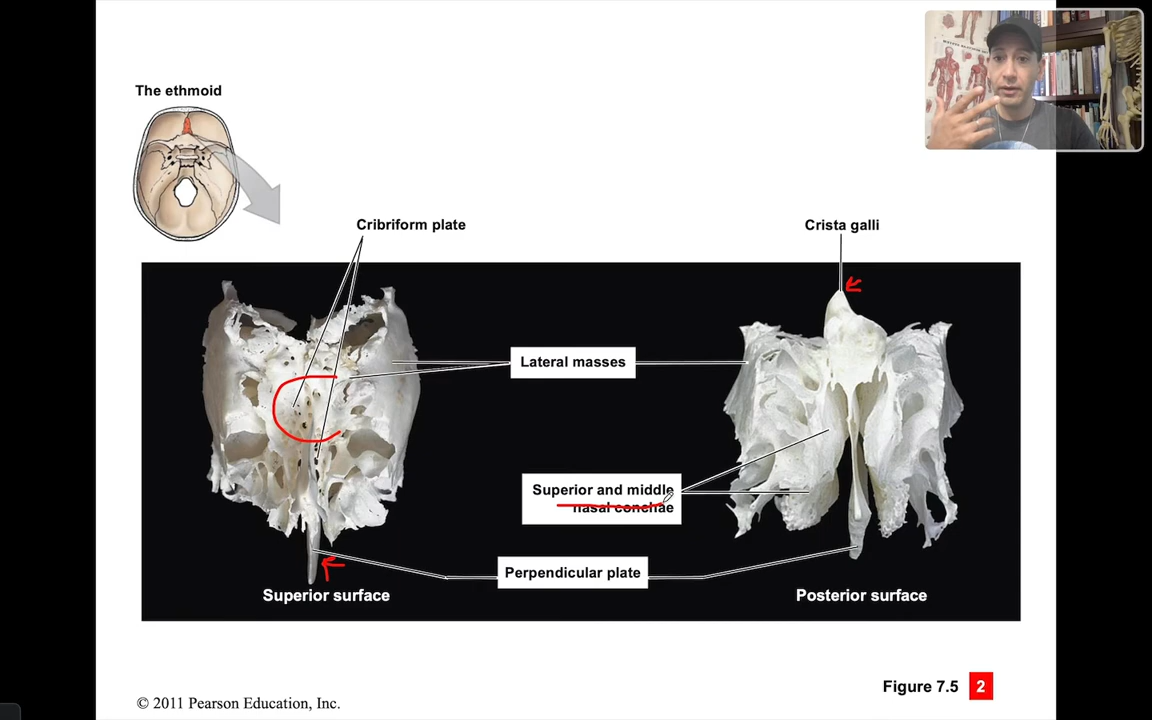 The ethmoid
Cribriform plate
Crista galli
Lateral masses
Superior and middle
nasal conchae
Perpendicular plate
Superior surface
Posterior surface
Figure 7.5 2
© 2011 Pearson Education, Inc.